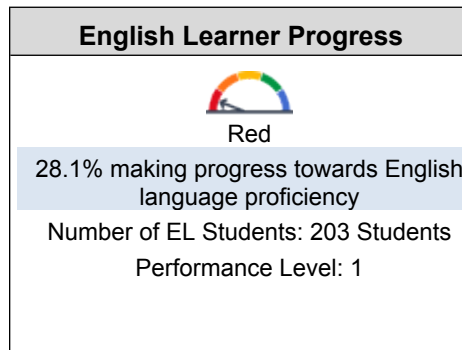 English Learner Progress
Red
28.1% making progress towards English
language proficiency
Number of EL Students: 203 Students
Performance Level: 1